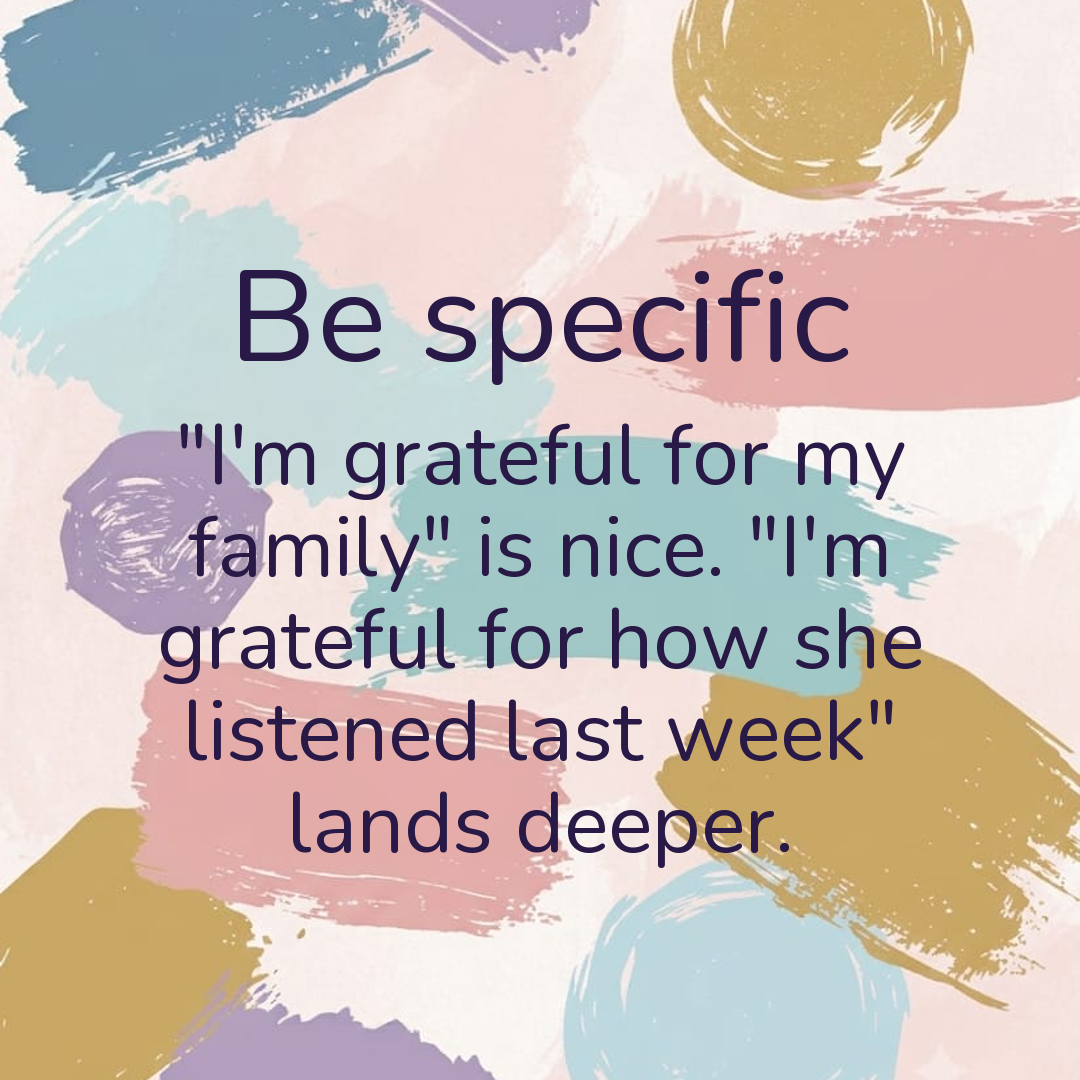 Be specific
"I'm grateful for my
family" is nice. "I'm
grateful for how she
listened last week"
lands deeper.